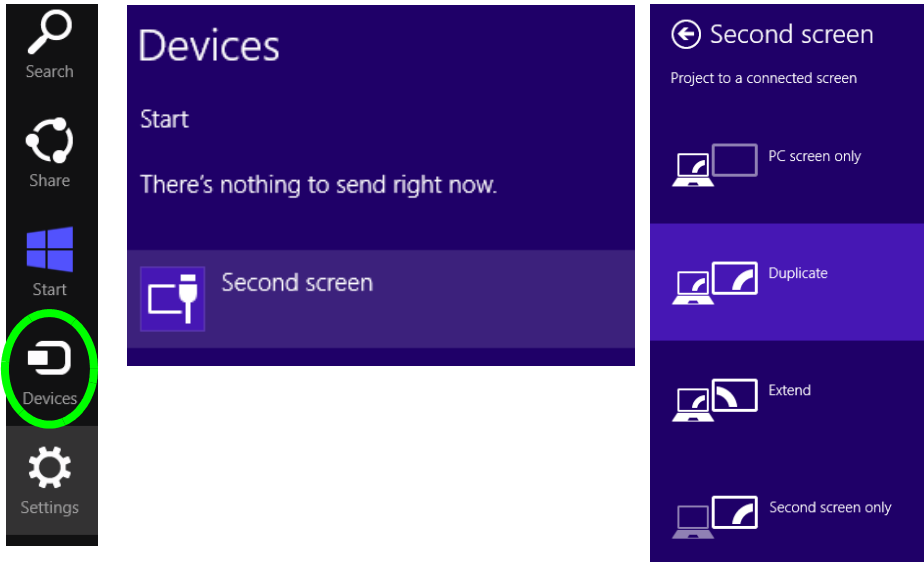 Search
Share
Start
Devices
Settings
Devices
Start
There's nothing to send right now.
Second screen
Second screen
Project to a connected screen
PC screen only
Duplicate
Extend
Second screen only